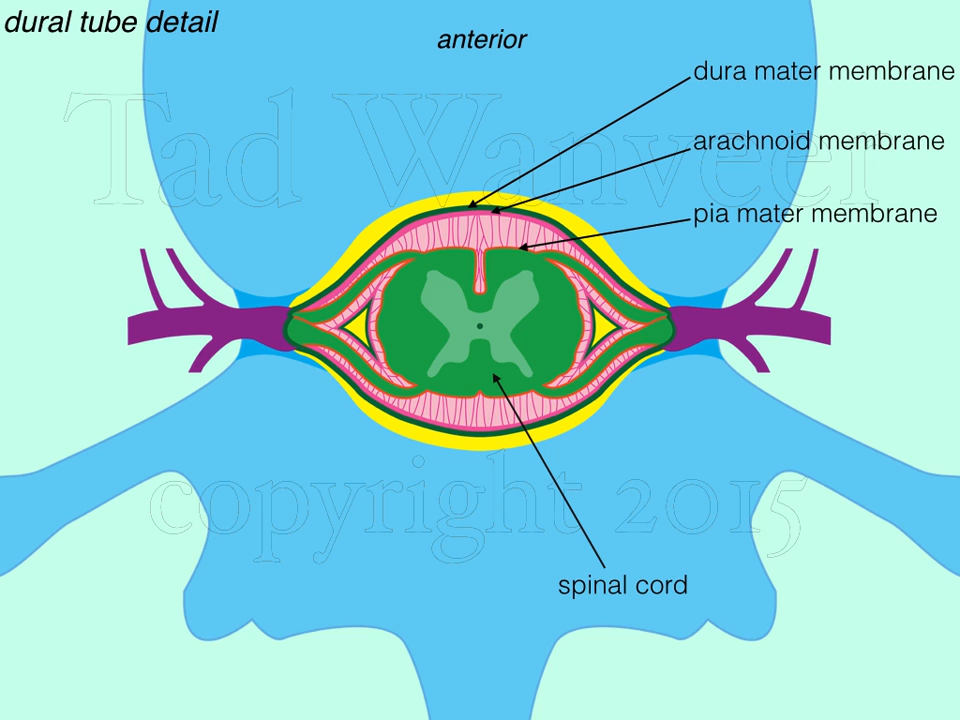 dural tube detail
anterior
dura mater membrane
Tad Wanveer
arachnoid membrane
pia mater membrane
copyright 2015
spinal cord